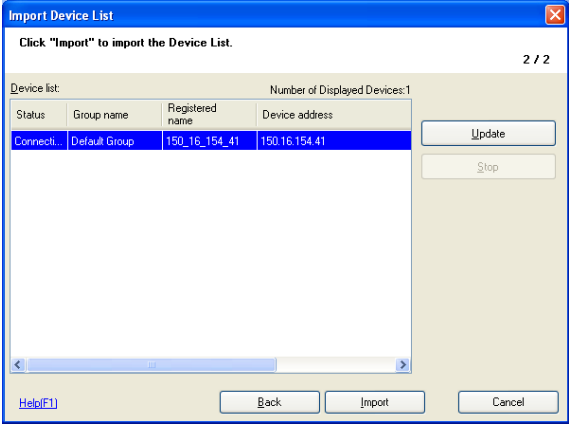 Import Device List
Click "Import" to import the Device List.
2 / 2
Device list:
Number of Displayed Devices:1
Status Group name Registered name Device address
Connecti... Default Group 150_16_154_41 150.16.154.41
Update
Stop
Help(F1)
Back Import Cancel